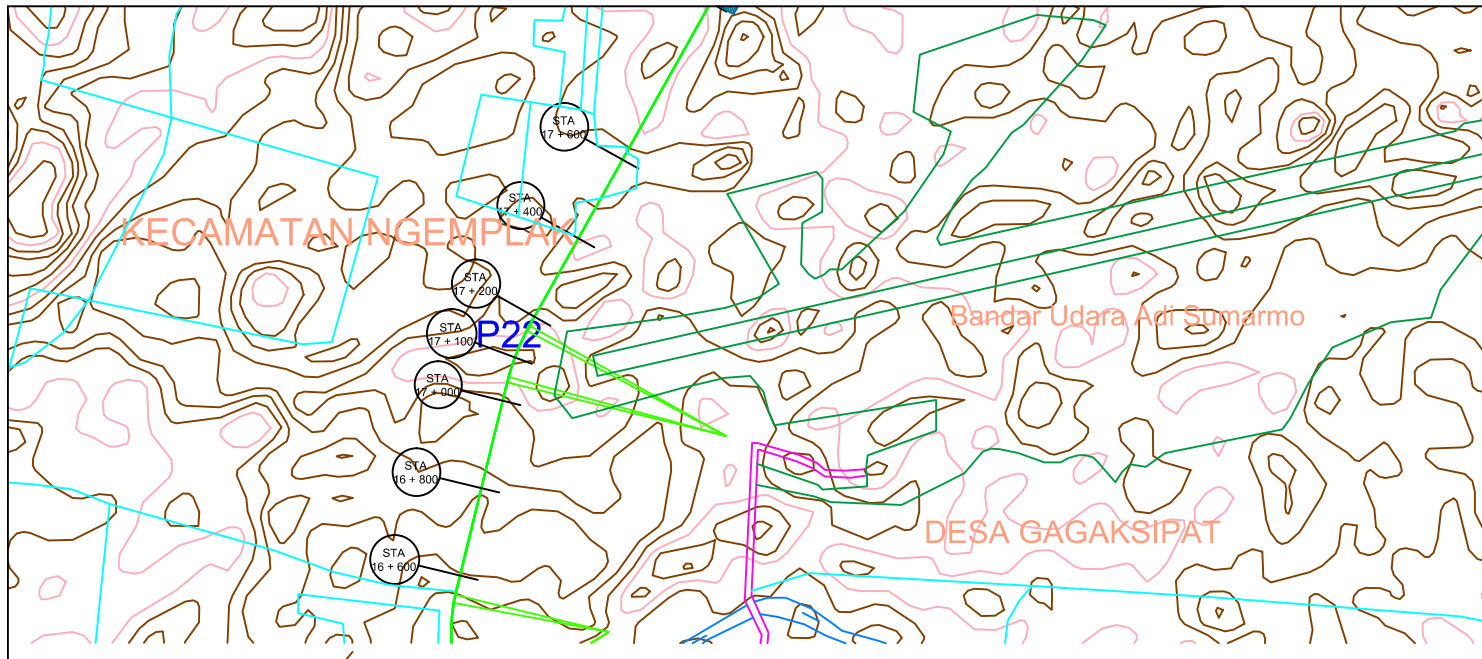 STA
17 + 600
STA
17 + 400
KECAMATAN NGEMPLAK
STA
17 + 200
Bandar Udara Adi Sumarmo
STA
17 + 100
P22
STA
17 + 000
STA
16 + 800
DESA GAGAKSIPAT
STA
16 + 600